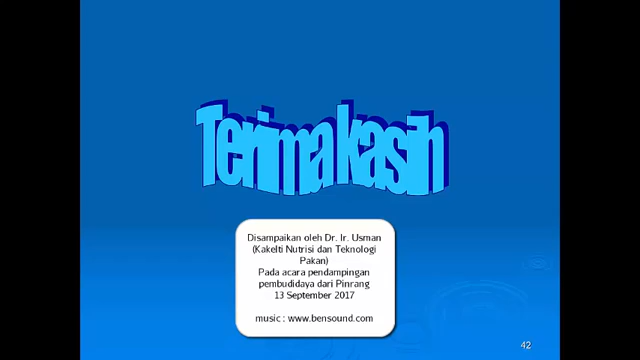 Terima kasih
Disampaikan oleh Dr. Ir. Usman
(Kakelti Nutrisi dan Teknologi
Pakan)
Pada acara pendampingan
pembudidaya dari Pinrang
13 September 2017
music : www.bensound.com
42